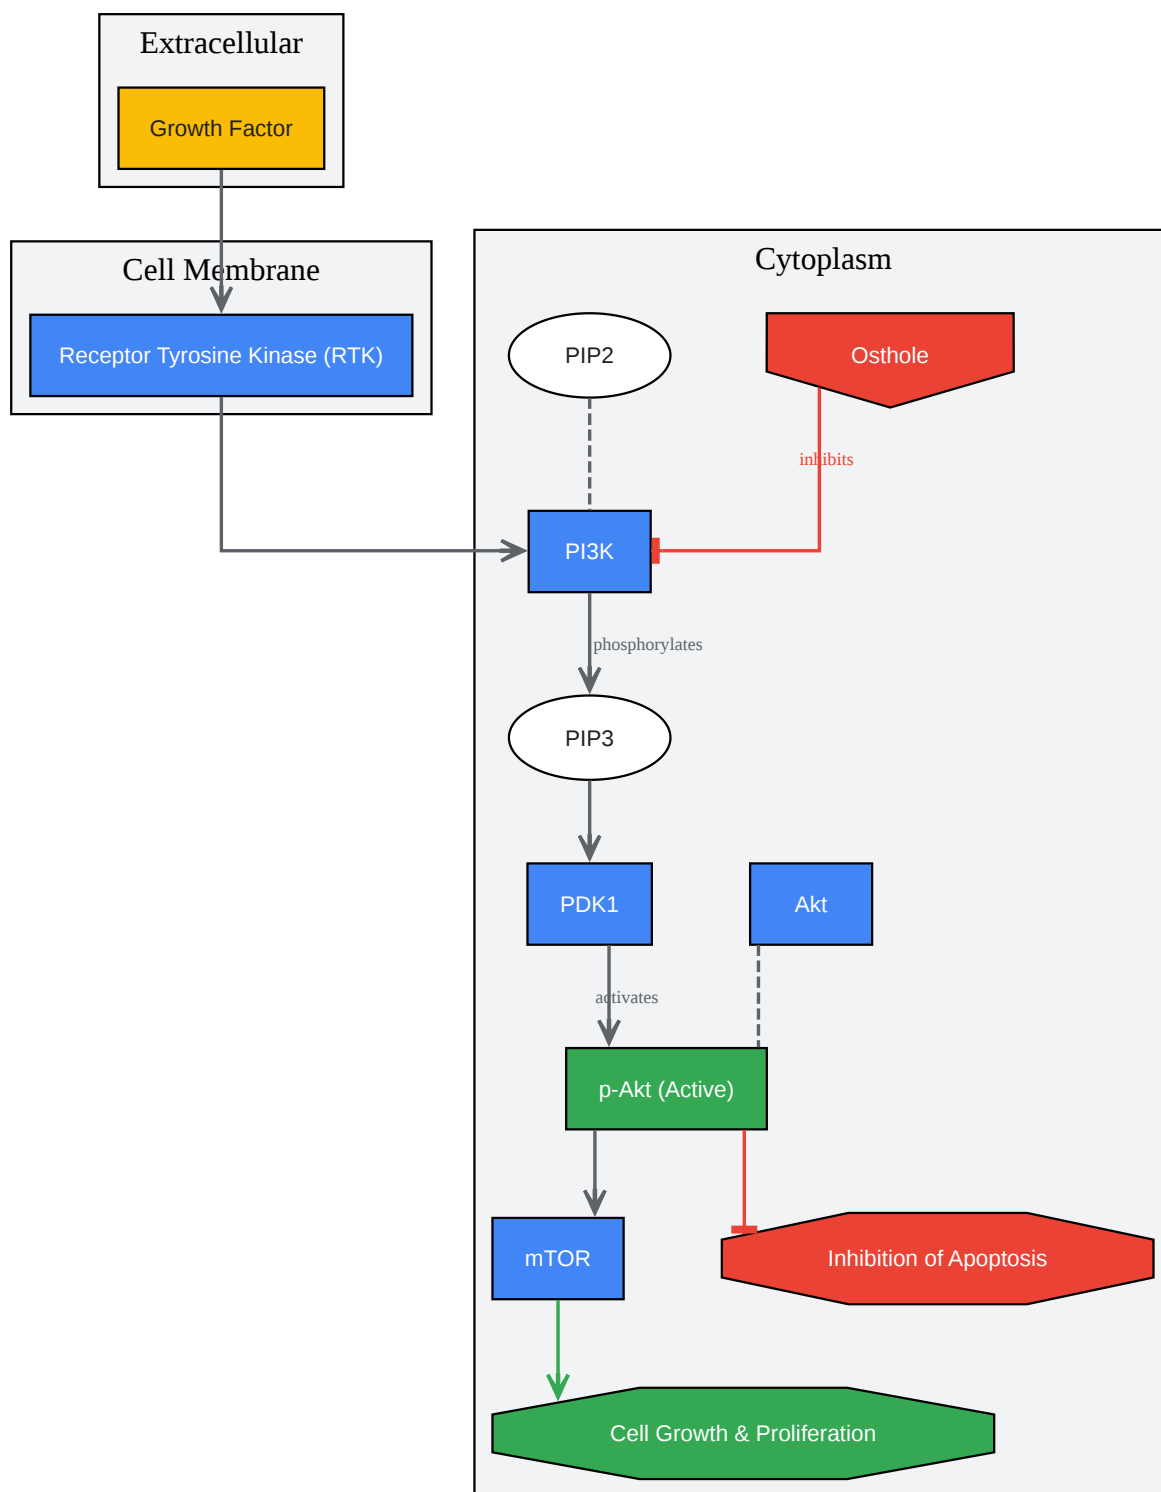 Extracellular
Growth Factor
Cell Membrane
Receptor Tyrosine Kinase (RTK)
Cytoplasm
PIP2
Osthole
inhibits
PI3K
phosphorylates
PIP3
PDK1
Akt
activates
p-Akt (Active)
mTOR
Inhibition of Apoptosis
Cell Growth & Proliferation